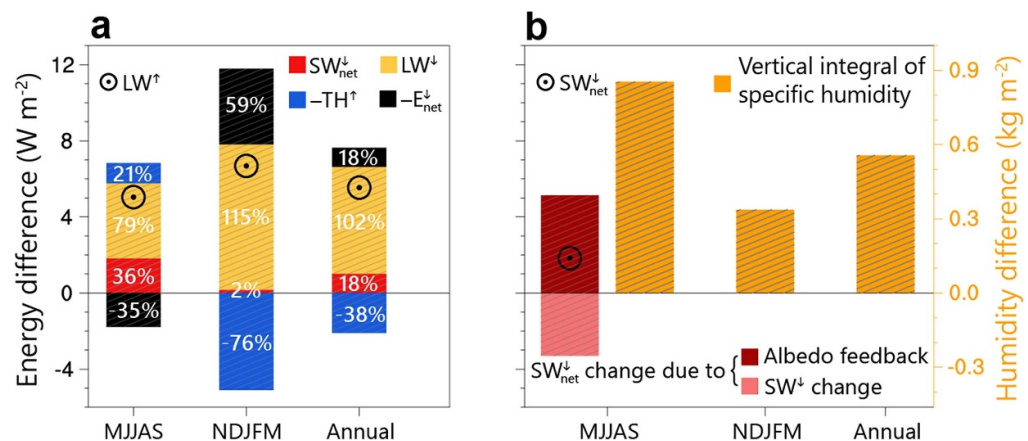 a
Energy difference (W m⁻²)
12
8
4
0
-4
LW↑
SW↓net
LW↓
–TH↑
–E↓net
21%
79%
36%
-35%
59%
115%
2%
-76%
18%
102%
18%
-38%
MJJAS
NDJFM
Annual
b
SW↓net
Vertical integral of
specific humidity
SW↓net change due to {
Albedo feedback
SW↓ change
MJJAS
NDJFM
Annual
0.9
0.6
0.3
0.0
-0.3
Humidity difference (kg m⁻²)